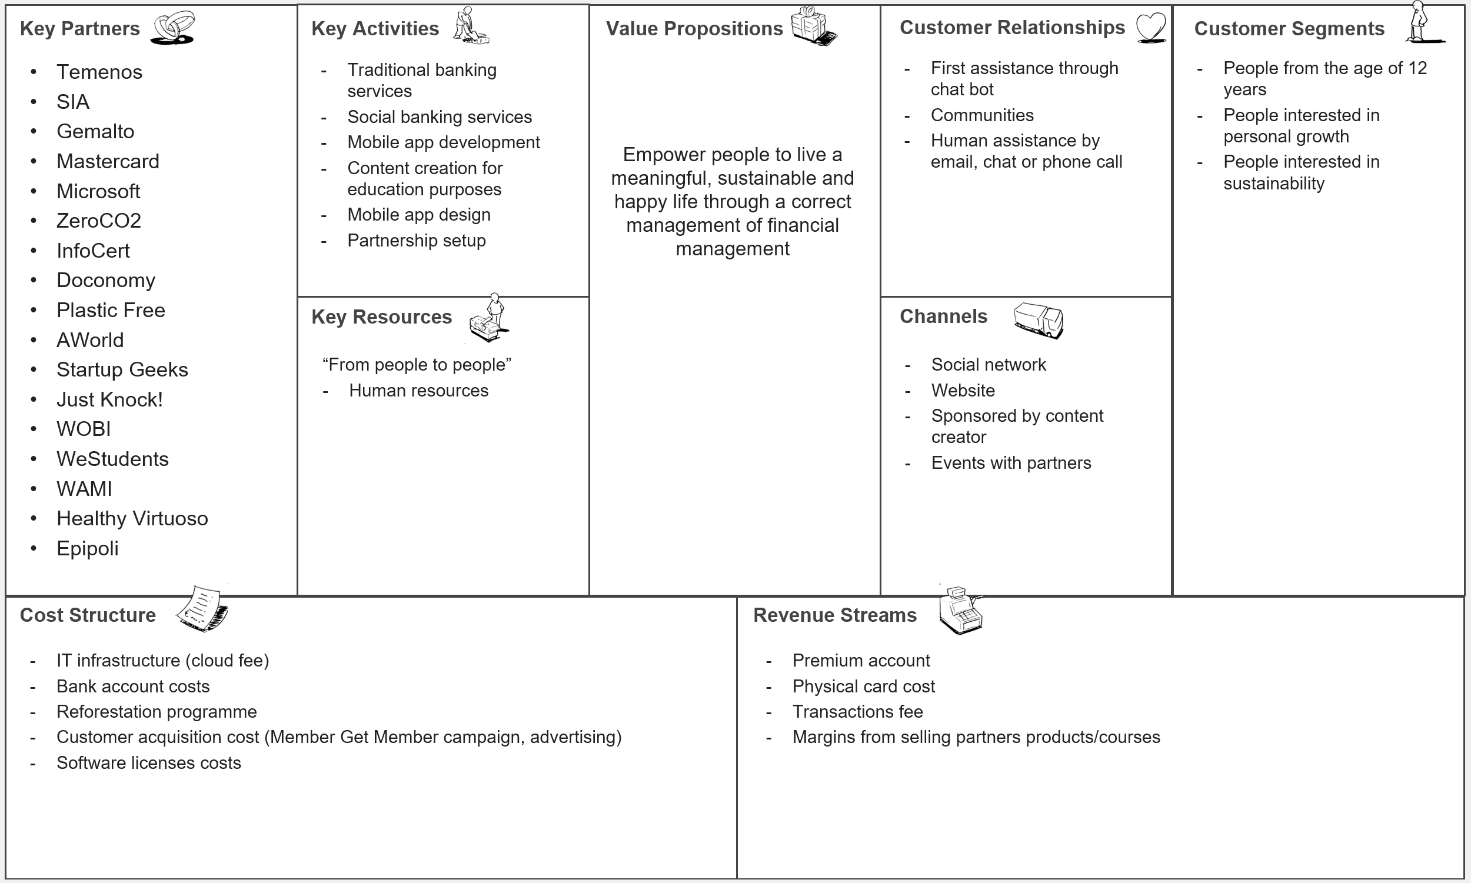 Key Partners
• Temenos
• SIA
• Gemalto
• Mastercard
• Microsoft
• ZeroCO2
• InfoCert
• Doconomy
• Plastic Free
• AWorld
• Startup Geeks
• Just Knock!
• WOBI
• WeStudents
• WAMI
• Healthy Virtuoso
• Epipoli
Key Activities
- Traditional banking
services
- Social banking services
- Mobile app development
- Content creation for
education purposes
- Mobile app design
- Partnership setup
Key Resources
“From people to people”
- Human resources
Value Propositions
Empower people to live a
meaningful, sustainable and
happy life through a correct
management of financial
management
Customer Relationships
- First assistance through
chat bot
- Communities
- Human assistance by
email, chat or phone call
Channels
- Social network
- Website
- Sponsored by content
creator
- Events with partners
Customer Segments
- People from the age of 12
years
- People interested in
personal growth
- People interested in
sustainability
Cost Structure
- IT infrastructure (cloud fee)
- Bank account costs
- Reforestation programme
- Customer acquisition cost (Member Get Member campaign, advertising)
- Software licenses costs
Revenue Streams
- Premium account
- Physical card cost
- Transactions fee
- Margins from selling partners products/courses